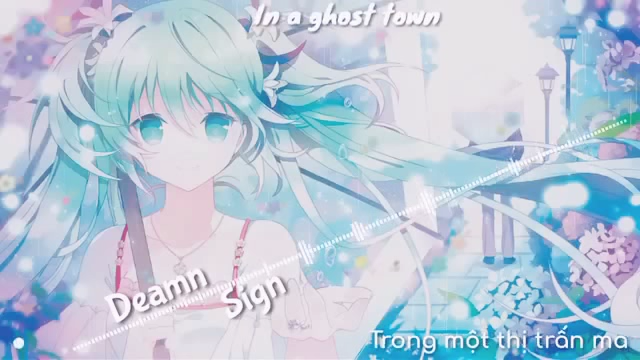 In a ghost town
Deamn
Sign
Trong một thị trấn ma